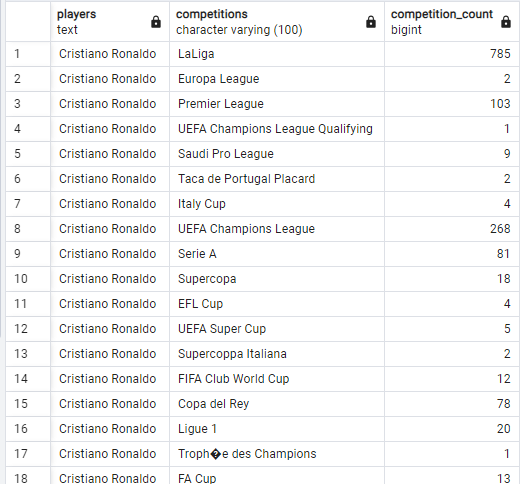 players competitions competition_count
text character varying (100) bigint
1 Cristiano Ronaldo LaLiga 785
2 Cristiano Ronaldo Europa League 2
3 Cristiano Ronaldo Premier League 103
4 Cristiano Ronaldo UEFA Champions League Qualifying 1
5 Cristiano Ronaldo Saudi Pro League 9
6 Cristiano Ronaldo Taca de Portugal Placard 2
7 Cristiano Ronaldo Italy Cup 4
8 Cristiano Ronaldo UEFA Champions League 268
9 Cristiano Ronaldo Serie A 81
10 Cristiano Ronaldo Supercopa 18
11 Cristiano Ronaldo EFL Cup 4
12 Cristiano Ronaldo UEFA Super Cup 5
13 Cristiano Ronaldo Supercoppa Italiana 2
14 Cristiano Ronaldo FIFA Club World Cup 12
15 Cristiano Ronaldo Copa del Rey 78
16 Cristiano Ronaldo Ligue 1 20
17 Cristiano Ronaldo Troph�e des Champions 1
18 Cristiano Ronaldo FA Cup 13